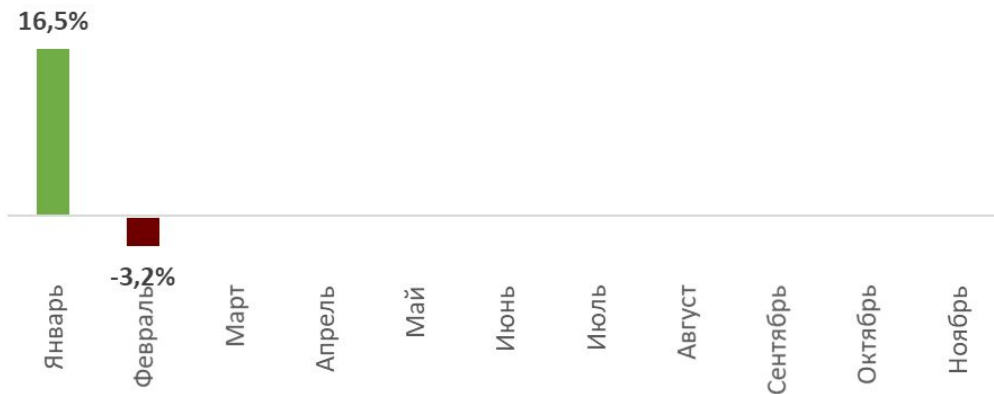 16,5%
-3,2%
Январь
Февраль
Март
Апрель
Май
Июнь
Июль
Август
Сентябрь
Октябрь
Ноябрь